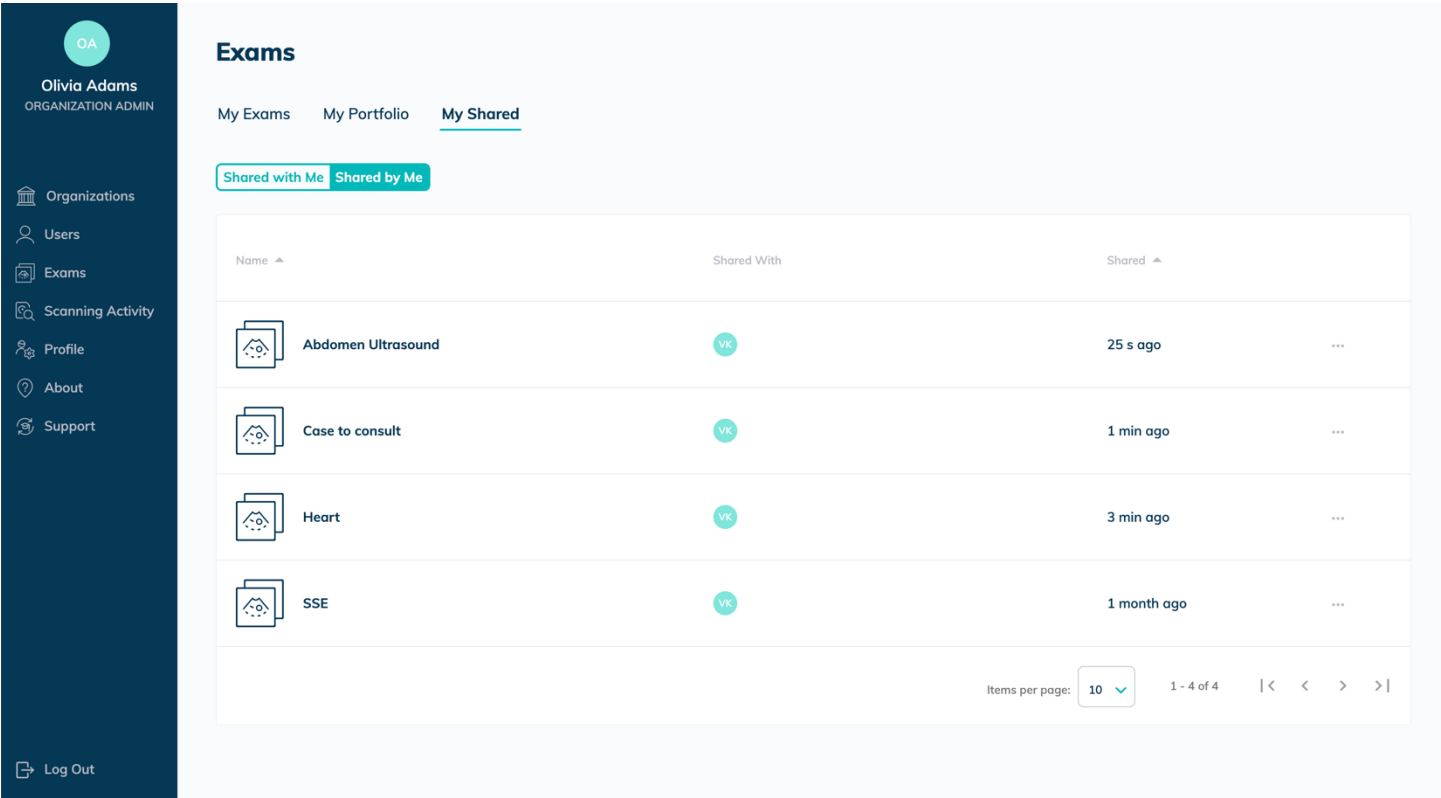 OA
Olivia Adams
ORGANIZATION ADMIN
Organizations
Users
Exams
Scanning Activity
Profile
About
Support
Log Out
Exams
My Exams My Portfolio My Shared
Shared with Me Shared by Me
Name Shared With Shared
Abdomen Ultrasound VK 25 s ago ...
Case to consult VK 1 min ago ...
Heart VK 3 min ago ...
SSE VK 1 month ago ...
Items per page: 10 1 - 4 of 4